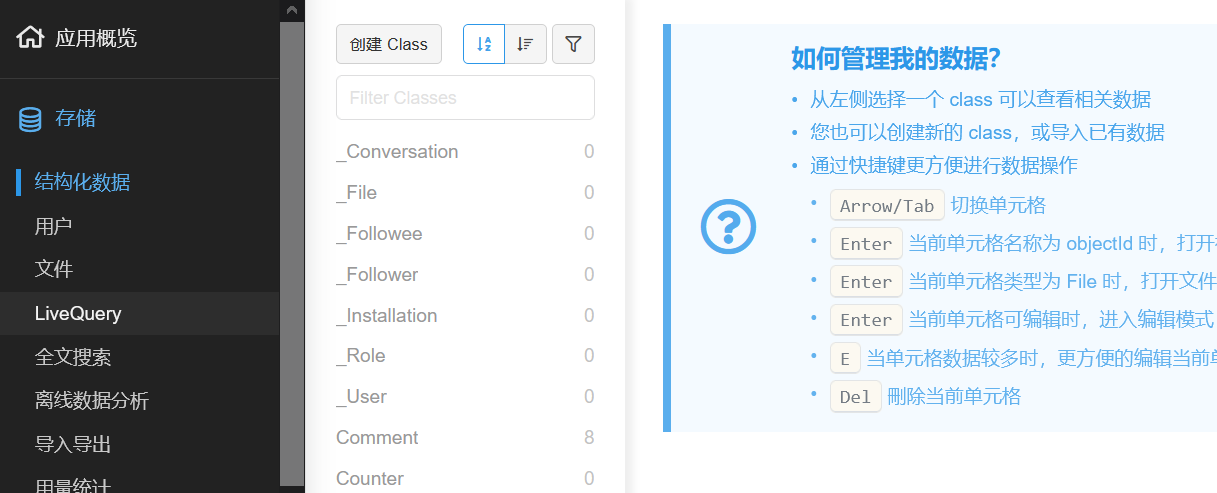 应用概览
存储
结构化数据
用户
文件
LiveQuery
全文搜索
离线数据分析
导入导出
用量统计
创建 Class
Filter Classes
_Conversation 0
_File 0
_Followee 0
_Follower 0
_Installation 0
_Role 0
_User 0
Comment 8
Counter 0
如何管理我的数据?
• 从左侧选择一个 class 可以查看相关数据
• 您也可以创建新的 class，或导入已有数据
• 通过快捷键更方便进行数据操作
• Arrow/Tab 切换单元格
• Enter 当前单元格名称为 objectId 时，打开
• Enter 当前单元格类型为 File 时，打开文件
• Enter 当前单元格可编辑时，进入编辑模式
• E 当单元格数据较多时，更方便的编辑当前
• Del 刪除当前单元格